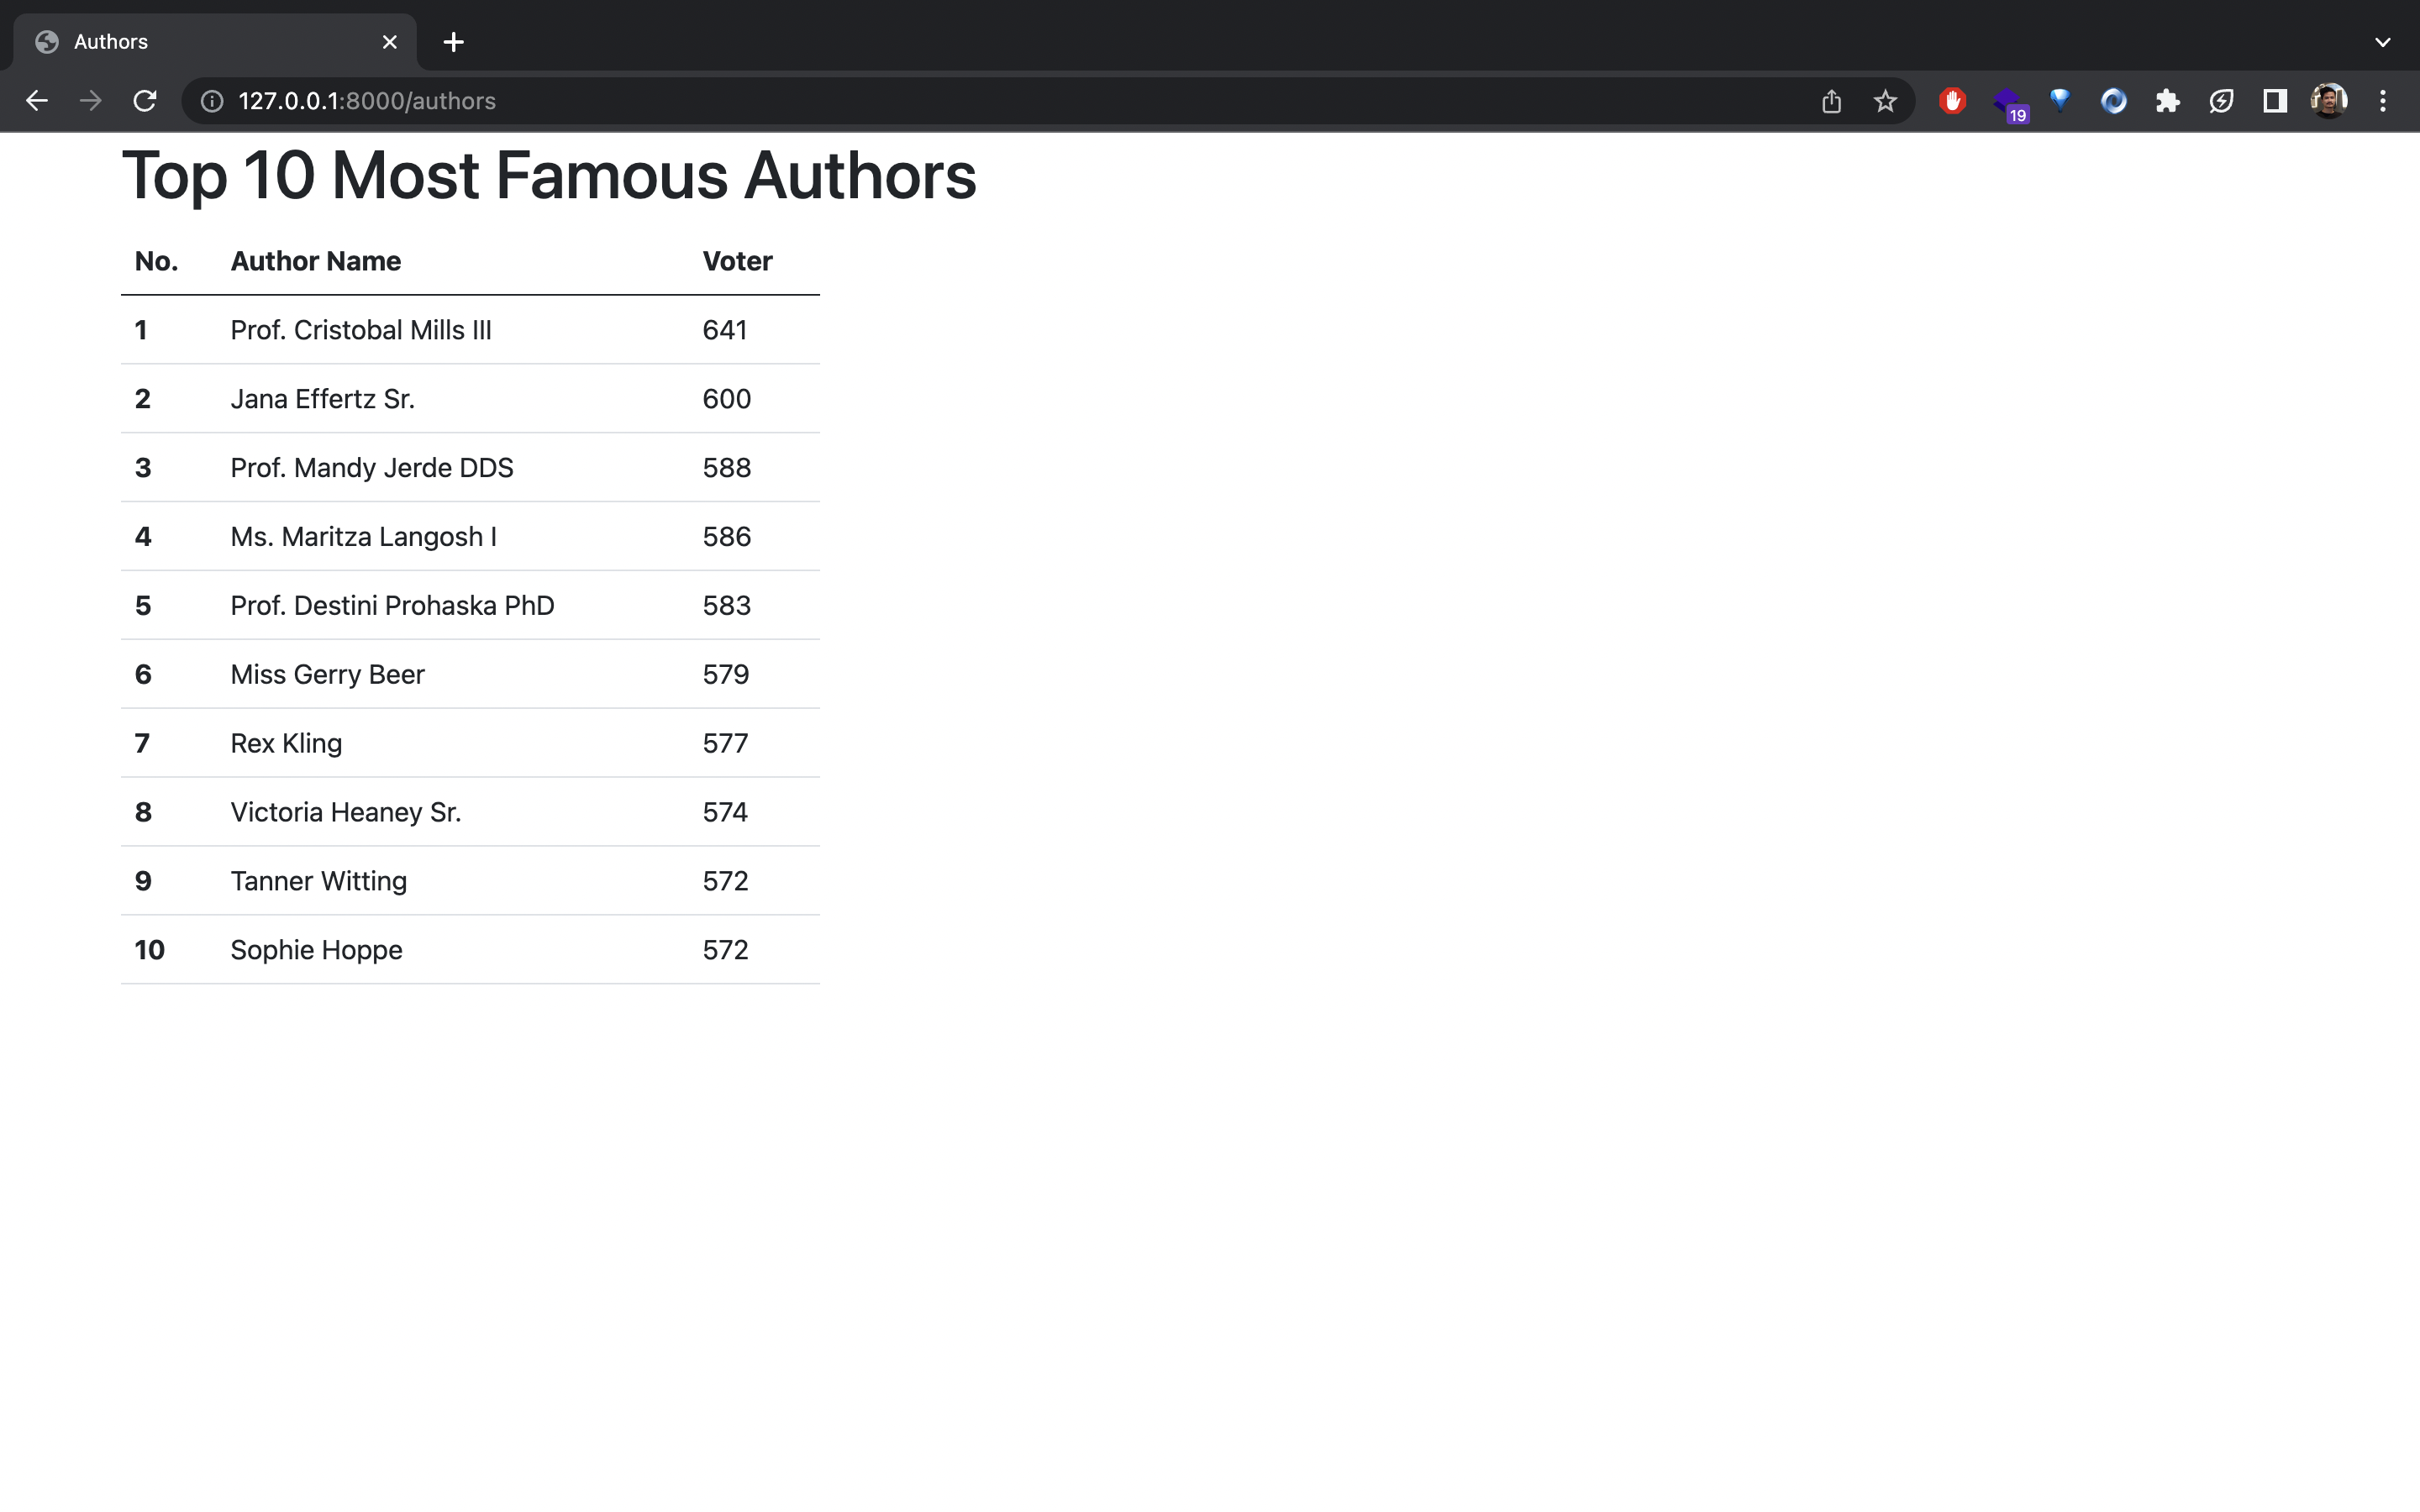 Authors
127.0.0.1:8000/authors
19
Top 10 Most Famous Authors
No. Author Name Voter
1 Prof. Cristobal Mills III 641
2 Jana Effertz Sr. 600
3 Prof. Mandy Jerde DDS 588
4 Ms. Maritza Langosh I 586
5 Prof. Destini Prohaska PhD 583
6 Miss Gerry Beer 579
7 Rex Kling 577
8 Victoria Heaney Sr. 574
9 Tanner Witting 572
10 Sophie Hoppe 572